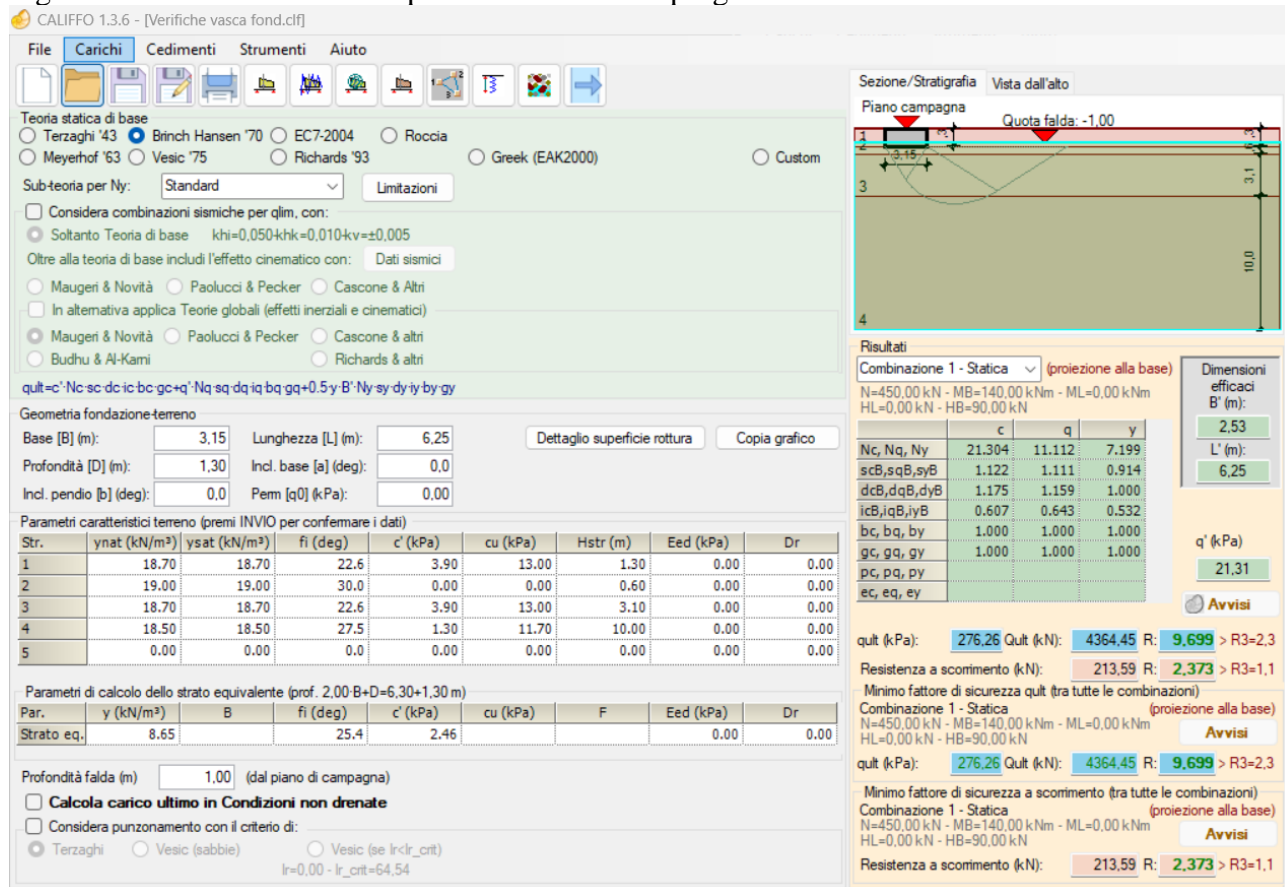 CALIFFO 1.3.6 - [Verifiche vasca fond.clf]
File Carichi Cedimenti Strumenti Aiuto
Teoria statica di base
Terzaghi '43 Brinch Hansen '70 EC7-2004 Roccia
Meyerhof '63 Vesic '75 Richards '93 Greek (EAK2000) Custom
Sub-teoria per Ny: Standard Limitazioni
Considera combinazioni sismiche per qlim, con:
Soltanto Teoria di base khi=0,050-khk=0,010-kv=±0,005
Oltre alla teoria di base includi l'effetto cinematico con: Dati sismici
Maugeri & Novità Paolucci & Pecker Cascone & Altri
In alternativa applica Teorie globali (effetti inerziali e cinematici)
Maugeri & Novità Paolucci & Pecker Cascone & altri
Budhu & Al-Karni Richards & altri
qult=c'·Nc·sc·dc·ic·bc·gc+q'·Nq·sq·dq·iq·bq·gq+0.5·y·B'·Ny·sy·dy·iy·by·gy
Geometria fondazione-terreno
Base [B] (m): 3,15 Lunghezza [L] (m): 6,25 Dettaglio superficie rottura Copia grafico
Profondità [D] (m): 1,30 Incl. base [a] (deg): 0,0
Incl. pendio [b] (deg): 0,0 Perm [q0] (kPa): 0,00
Parametri caratteristici terreno (premi INVIO per confermare i dati)
Str. ynat (kN/m³) ysat (kN/m³) fi (deg) c' (kPa) cu (kPa) Hstr (m) Eed (kPa) Dr
1 18.70 18.70 22.6 3.90 13.00 1.30 0.00 0.00
2 19.00 19.00 30.0 0.00 0.00 0.60 0.00 0.00
3 18.70 18.70 22.6 3.90 13.00 3.10 0.00 0.00
4 18.50 18.50 27.5 1.30 11.70 10.00 0.00 0.00
5 0.00 0.00 0.0 0.00 0.00 0.00 0.00 0.00
Parametri di calcolo dello strato equivalente (prof. 2,00·B+D=6,30+1,30 m)
Par. y (kN/m³) B fi (deg) c' (kPa) cu (kPa) F Eed (kPa) Dr
Strato eq. 8.65 25.4 2.46 0.00 0.00
Profondità falda (m) 1,00 (dal piano di campagna)
Calcola carico ultimo in Condizioni non drenate
Considera punzonamento con il criterio di:
Terzaghi Vesic (sabbie) Vesic (se Ir<Ir_crit)
Ir=0,00 - Ir_crit=64,54
Sezione/Stratigrafia Vista dall'alto
Piano campagna
Quota falda: -1,00
1
2
3,15
3
3,1
10,0
4
Risultati
Combinazione 1 - Statica (proiezione alla base)
N=450,00 kN - MB=140,00 kNm - ML=0,00 kNm
HL=0,00 kN - HB=90,00 kN
c q y
Nc, Nq, Ny 21.304 11.112 7.199
scB,sqB,syB 1.122 1.111 0.914
dcB,dqB,dyB 1.175 1.159 1.000
icB,iqB,iyB 0.607 0.643 0.532
bc, bq, by 1.000 1.000 1.000
gc, gq, gy 1.000 1.000 1.000
pc, pq, py
ec, eq, ey
Dimensioni
efficaci
B' (m):
2,53
L' (m):
6,25
q' (kPa)
21,31
Avvisi
qult (kPa): 276,26 Qult (kN): 4364,45 R: 9,699 > R3=2,3
Resistenza a scorrimento (kN): 213,59 R: 2,373 > R3=1,1
Minimo fattore di sicurezza qult (tra tutte le combinazioni)
Combinazione 1 - Statica (proiezione alla base)
N=450,00 kN - MB=140,00 kNm - ML=0,00 kNm
HL=0,00 kN - HB=90,00 kN
Avvisi
qult (kPa): 276,26 Qult (kN): 4364,45 R: 9,699 > R3=2,3
Minimo fattore di sicurezza a scorrimento (tra tutte le combinazioni)
Combinazione 1 - Statica (proiezione alla base)
N=450,00 kN - MB=140,00 kNm - ML=0,00 kNm
HL=0,00 kN - HB=90,00 kN
Avvisi
Resistenza a scorrimento (kN): 213,59 R: 2,373 > R3=1,1